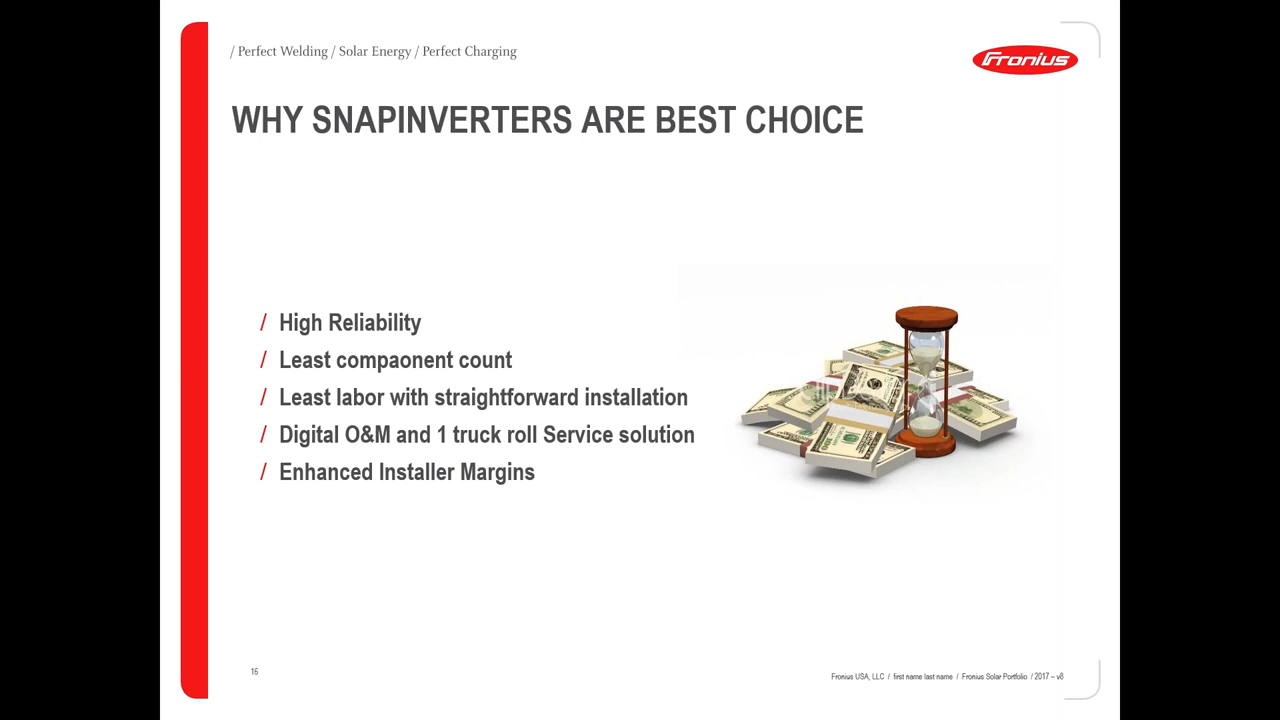 / Perfect Welding / Solar Energy / Perfect Charging
Fronius
WHY SNAPINVERTERS ARE BEST CHOICE
/ High Reliability
/ Least compaonent count
/ Least labor with straightforward installation
/ Digital O&M and 1 truck roll Service solution
/ Enhanced Installer Margins
16
Fronius USA, LLC / first name last name / Fronius Solar Portfolio / 2017 – v8